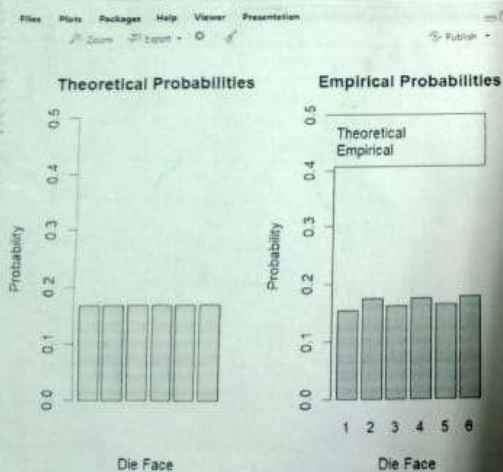 Files Plots Packages Help Viewer Presentation
Zoom Export
Publish
Theoretical Probabilities
Probability
0.0 0.1 0.2 0.3 0.4 0.5
Die Face
Empirical Probabilities
Theoretical
Empirical
Probability
0.0 0.1 0.2 0.3 0.4 0.5
1 2 3 4 5 6
Die Face